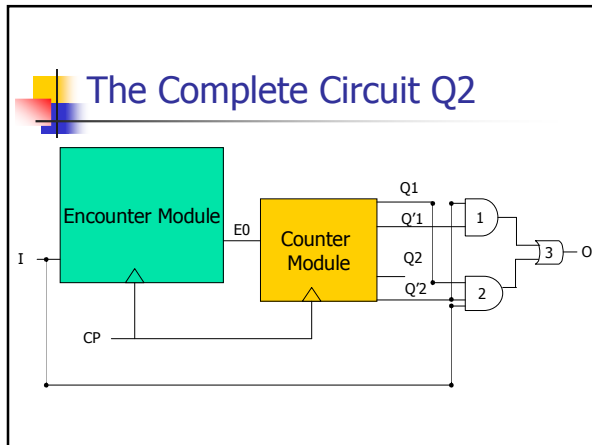 The Complete Circuit Q2
Encounter Module
E0
Counter
Module
Q1
Q'1
Q2
Q'2
1
2
3
O
I
CP